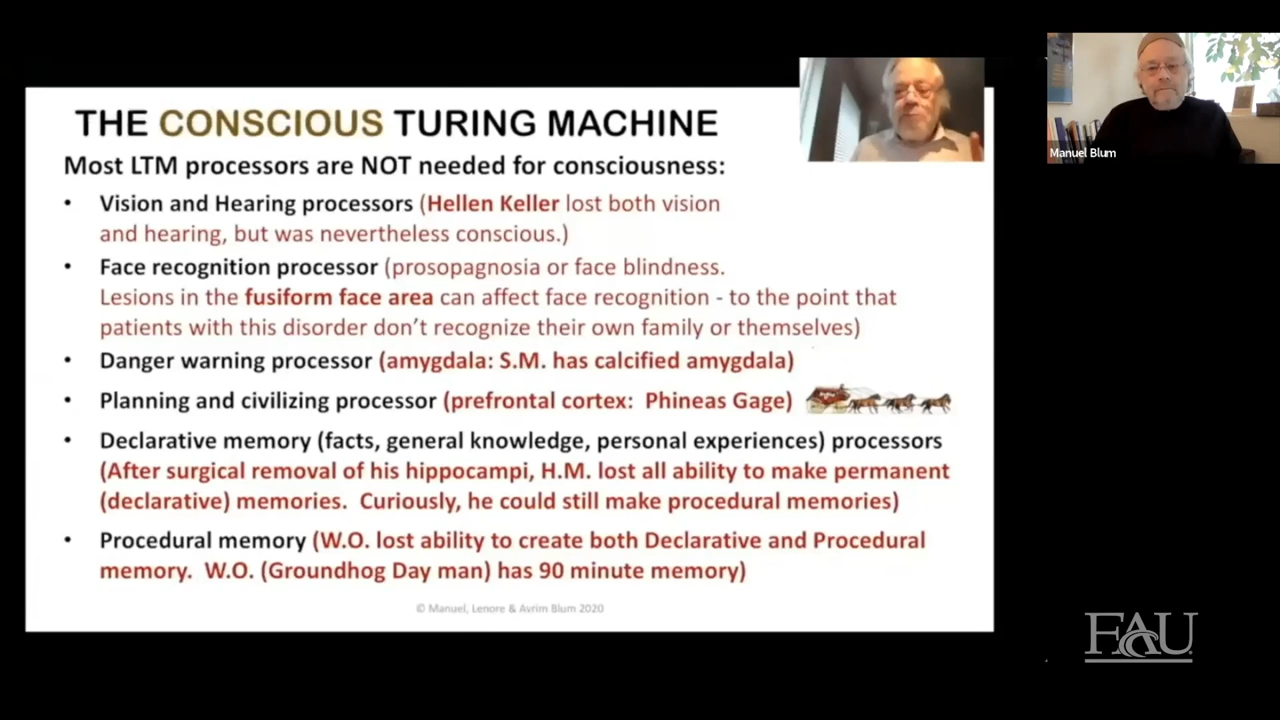 THE CONSCIOUS TURING MACHINE
Most LTM processors are NOT needed for consciousness:
• Vision and Hearing processors (Hellen Keller lost both vision
and hearing, but was nevertheless conscious.)
• Face recognition processor (prosopagnosia or face blindness.
Lesions in the fusiform face area can affect face recognition - to the point that
patients with this disorder don't recognize their own family or themselves)
• Danger warning processor (amygdala: S.M. has calcified amygdala)
• Planning and civilizing processor (prefrontal cortex: Phineas Gage)
• Declarative memory (facts, general knowledge, personal experiences) processors
(After surgical removal of his hippocampi, H.M. lost all ability to make permanent
(declarative) memories. Curiously, he could still make procedural memories)
• Procedural memory (W.O. lost ability to create both Declarative and Procedural
memory. W.O. (Groundhog Day man) has 90 minute memory)
© Manuel, Lenore & Avrim Blum 2020
Manuel Blum
FAU